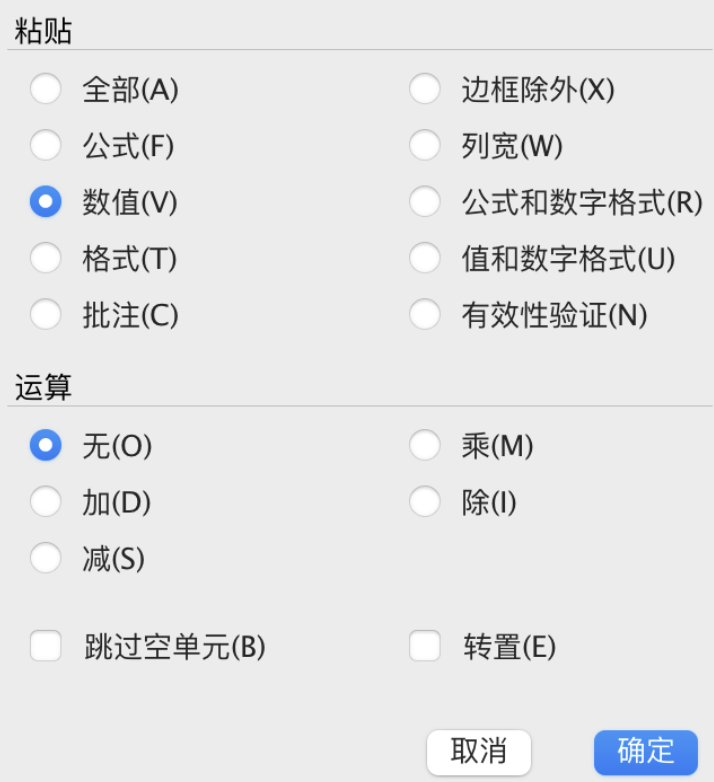 粘贴
全部(A) 边框除外(X)
公式(F) 列宽(W)
数值(V) 公式和数字格式(R)
格式(T) 值和数字格式(U)
批注(C) 有效性验证(N)
运算
无(O) 乘(M)
加(D) 除(I)
减(S)
跳过空单元(B) 转置(E)
取消 确定